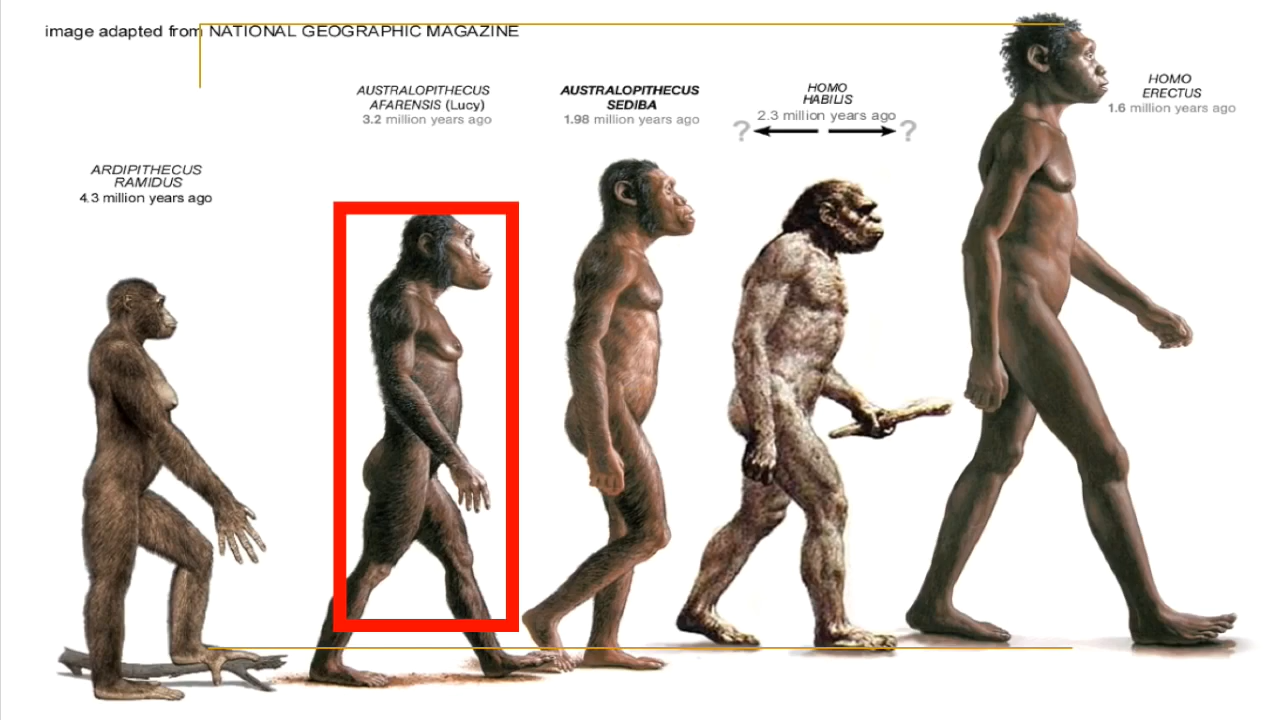 image adapted from NATIONAL GEOGRAPHIC MAGAZINE
ARDIPITHECUS
RAMIDUS
4.3 million years ago
AUSTRALOPITHECUS
AFARENSIS (Lucy)
3.2 million years ago
AUSTRALOPITHECUS
SEDIBA
1.98 million years ago
HOMO
HABILIS
2.3 million years ago
? ?
HOMO
ERECTUS
1.6 million years ago